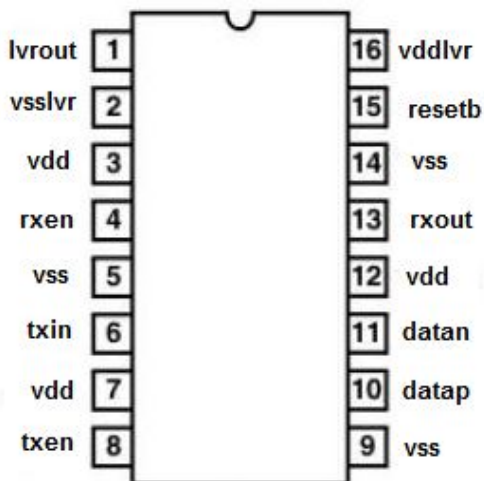 lvrout 1 16 vddlvr
vsslvr 2 15 resetb
vdd 3 14 vss
rxen 4 13 rxout
vss 5 12 vdd
txin 6 11 datan
vdd 7 10 datap
txen 8 9 vss